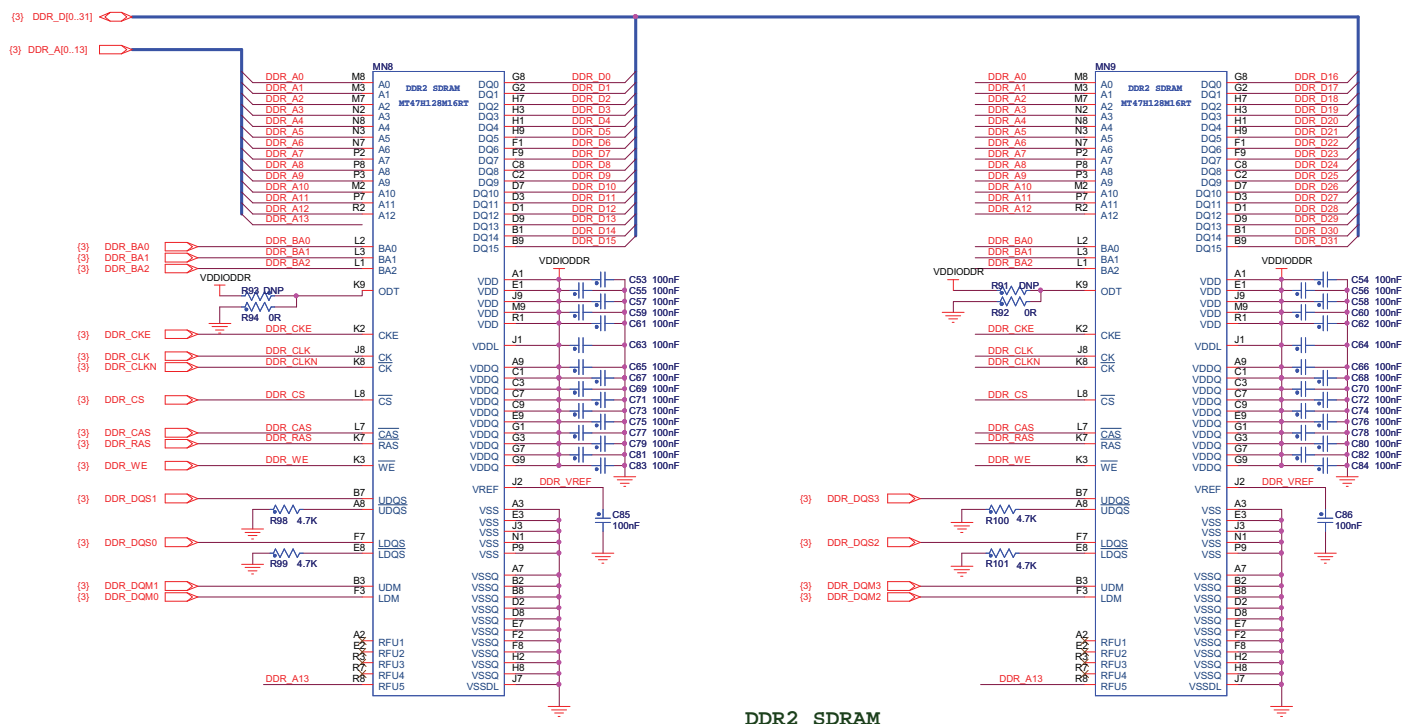 {3} DDR_D[0..31]
{3} DDR_A[0..13]
MN8
DDR2 SDRAM
MT47H128M16RT
DDR_A0 M8 A0 DQ0 G8 DDR_D0
DDR_A1 M3 A1 DQ1 G2 DDR_D1
DDR_A2 M7 A2 DQ2 H7 DDR_D2
DDR_A3 N2 A3 DQ3 H3 DDR_D3
DDR_A4 N8 A4 DQ4 H1 DDR_D4
DDR_A5 N3 A5 DQ5 H9 DDR_D5
DDR_A6 N7 A6 DQ6 F1 DDR_D6
DDR_A7 P2 A7 DQ7 F9 DDR_D7
DDR_A8 P8 A8 DQ8 C8 DDR_D8
DDR_A9 P3 A9 DQ9 C2 DDR_D9
DDR_A10 M2 A10 DQ10 D7 DDR_D10
DDR_A11 P7 A11 DQ11 D3 DDR_D11
DDR_A12 R2 A12 DQ12 D1 DDR_D12
DDR_A13 DQ13 D9 DDR_D13
DQ14 B1 DDR_D14
DQ15 B9 DDR_D15
{3} DDR_BA0 DDR_BA0 L2 BA0
{3} DDR_BA1 DDR_BA1 L3 BA1
{3} DDR_BA2 DDR_BA2 L1 BA2
VDDIODDR
VDDIODDR
R93 DNP
K9 ODT
R94 0R
VDD A1 C53 100nF
VDD E1 C55 100nF
VDD J9 C57 100nF
VDD M9 C59 100nF
VDD R1 C61 100nF
{3} DDR_CKE DDR_CKE K2 CKE
VDDL J1 C63 100nF
{3} DDR_CLK DDR_CLK J8 CK
{3} DDR_CLKN DDR_CLKN K8 CK
VDDQ A9 C65 100nF
VDDQ C1 C67 100nF
VDDQ C3 C69 100nF
VDDQ C7 C71 100nF
VDDQ C9 C73 100nF
VDDQ E9 C75 100nF
VDDQ G1 C77 100nF
VDDQ G3 C79 100nF
VDDQ G7 C81 100nF
VDDQ G9 C83 100nF
{3} DDR_CS DDR_CS L8 CS
{3} DDR_CAS DDR_CAS L7 CAS
{3} DDR_RAS DDR_RAS K7 RAS
{3} DDR_WE DDR_WE K3 WE
VREF J2 DDR_VREF
C85
100nF
{3} DDR_DQS1 B7 UDQS
A8 UDQS
R98 4.7K
{3} DDR_DQS0 F7 LDQS
E8 LDQS
R99 4.7K
VSS A3
VSS E3
VSS J3
VSS N1
VSS P9
{3} DDR_DQM1 B3 UDM
{3} DDR_DQM0 F3 LDM
VSSQ A7
VSSQ B2
VSSQ B8
VSSQ D2
VSSQ D8
VSSQ E7
VSSQ F2
VSSQ F8
VSSQ H2
VSSQ H8
VSSDL J7
A2 RFU1
E2 RFU2
R3 RFU3
R7 RFU4
DDR_A13 R8 RFU5
MN9
DDR2 SDRAM
MT47H128M16RT
DDR_A0 M8 A0 DQ0 G8 DDR_D16
DDR_A1 M3 A1 DQ1 G2 DDR_D17
DDR_A2 M7 A2 DQ2 H7 DDR_D18
DDR_A3 N2 A3 DQ3 H3 DDR_D19
DDR_A4 N8 A4 DQ4 H1 DDR_D20
DDR_A5 N3 A5 DQ5 H9 DDR_D21
DDR_A6 N7 A6 DQ6 F1 DDR_D22
DDR_A7 P2 A7 DQ7 F9 DDR_D23
DDR_A8 P8 A8 DQ8 C8 DDR_D24
DDR_A9 P3 A9 DQ9 C2 DDR_D25
DDR_A10 M2 A10 DQ10 D7 DDR_D26
DDR_A11 P7 A11 DQ11 D3 DDR_D27
DDR_A12 R2 A12 DQ12 D1 DDR_D28
DQ13 D9 DDR_D29
DQ14 B1 DDR_D30
DQ15 B9 DDR_D31
DDR_BA0 L2 BA0
DDR_BA1 L3 BA1
DDR_BA2 L1 BA2
VDDIODDR
VDDIODDR
R91 DNP
K9 ODT
R92 0R
VDD A1 C54 100nF
VDD E1 C56 100nF
VDD J9 C58 100nF
VDD M9 C60 100nF
VDD R1 C62 100nF
DDR_CKE K2 CKE
VDDL J1 C64 100nF
DDR_CLK J8 CK
DDR_CLKN K8 CK
VDDQ A9 C66 100nF
VDDQ C1 C68 100nF
VDDQ C3 C70 100nF
VDDQ C7 C72 100nF
VDDQ C9 C74 100nF
VDDQ E9 C76 100nF
VDDQ G1 C78 100nF
VDDQ G3 C80 100nF
VDDQ G7 C82 100nF
VDDQ G9 C84 100nF
DDR_CS L8 CS
DDR_CAS L7 CAS
DDR_RAS K7 RAS
DDR_WE K3 WE
VREF J2 DDR_VREF
C86
100nF
{3} DDR_DQS3 B7 UDQS
A8 UDQS
R100 4.7K
{3} DDR_DQS2 F7 LDQS
E8 LDQS
R101 4.7K
VSS A3
VSS E3
VSS J3
VSS N1
VSS P9
{3} DDR_DQM3 B3 UDM
{3} DDR_DQM2 F3 LDM
VSSQ A7
VSSQ B2
VSSQ B8
VSSQ D2
VSSQ D8
VSSQ E7
VSSQ F2
VSSQ F8
VSSQ H2
VSSQ H8
VSSDL J7
A2 RFU1
E2 RFU2
R3 RFU3
R7 RFU4
DDR_A13 R8 RFU5
DDR2 SDRAM